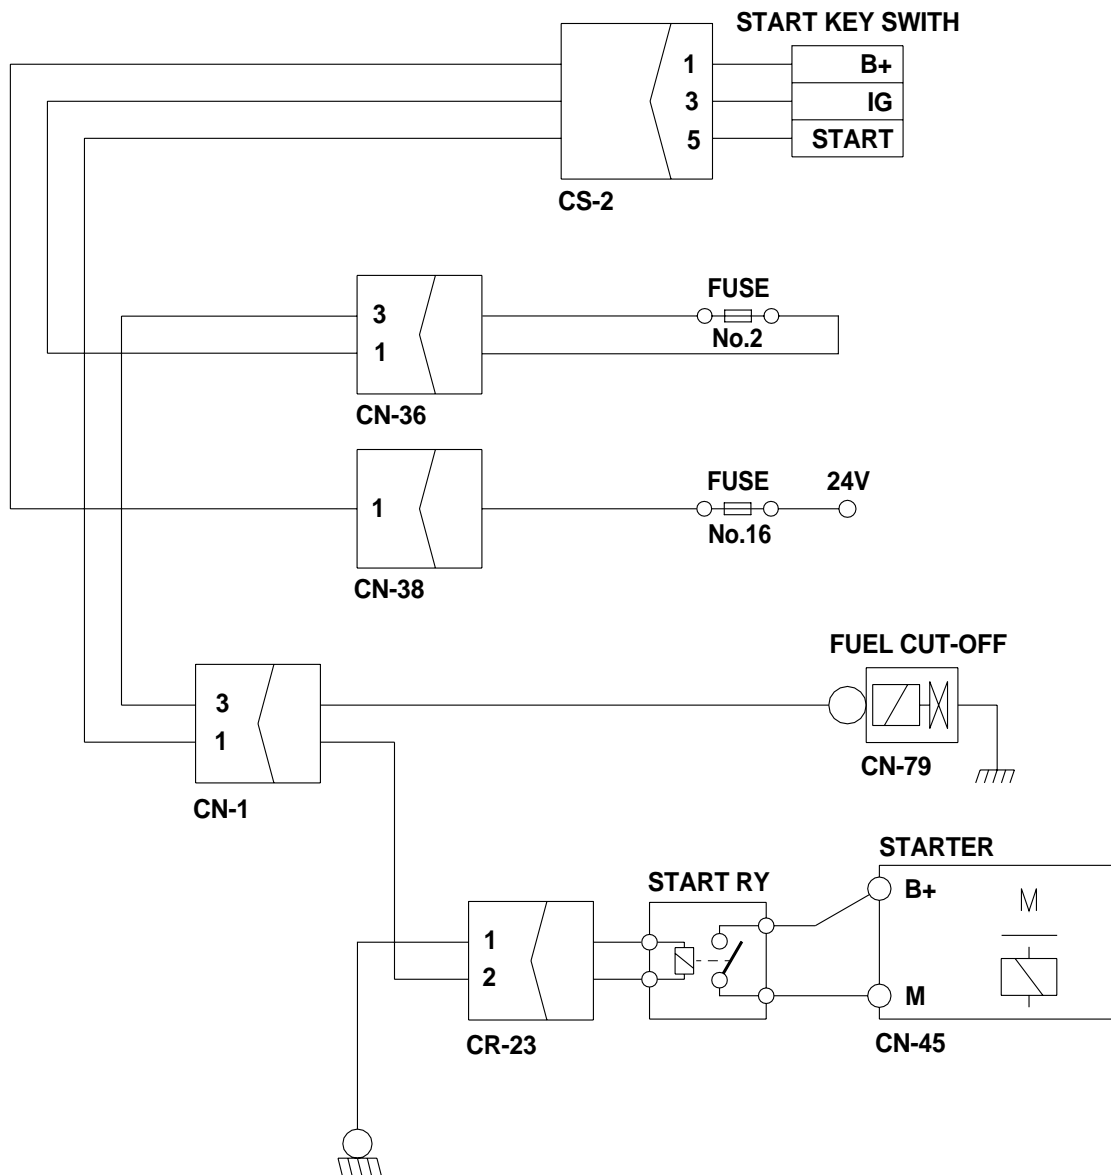 START KEY SWITH
1 B+
3 IG
5 START
CS-2
FUSE
3
No.2
1
CN-36
FUSE 24V
1
No.16
CN-38
FUEL CUT-OFF
3
1
CN-79
CN-1
STARTER
START RY
B+
M
1
2
M
CR-23
CN-45